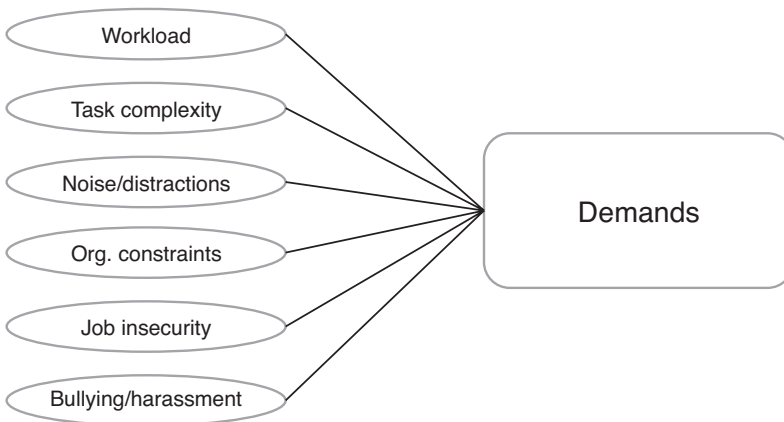 Workload
Task complexity
Noise/distractions
Org. constraints
Job insecurity
Bullying/harassment
Demands